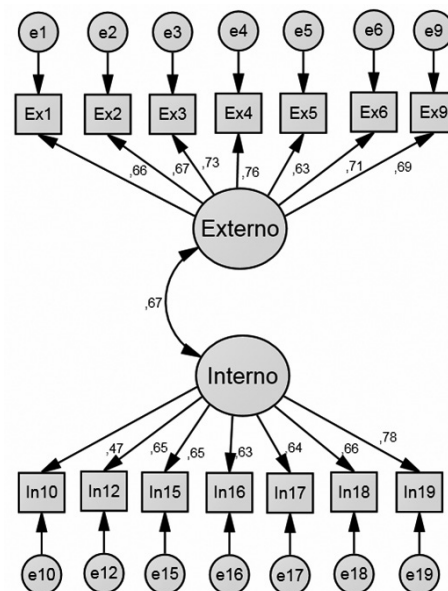 e1 e2 e3 e4 e5 e6 e9
Ex1 Ex2 Ex3 Ex4 Ex5 Ex6 Ex9
,66 ,67 ,73 ,76 ,63 ,71 ,69
Externo
,67
Interno
,47 ,65 ,65 ,63 ,64 ,66 ,78
In10 In12 In15 In16 In17 In18 In19
e10 e12 e15 e16 e17 e18 e19